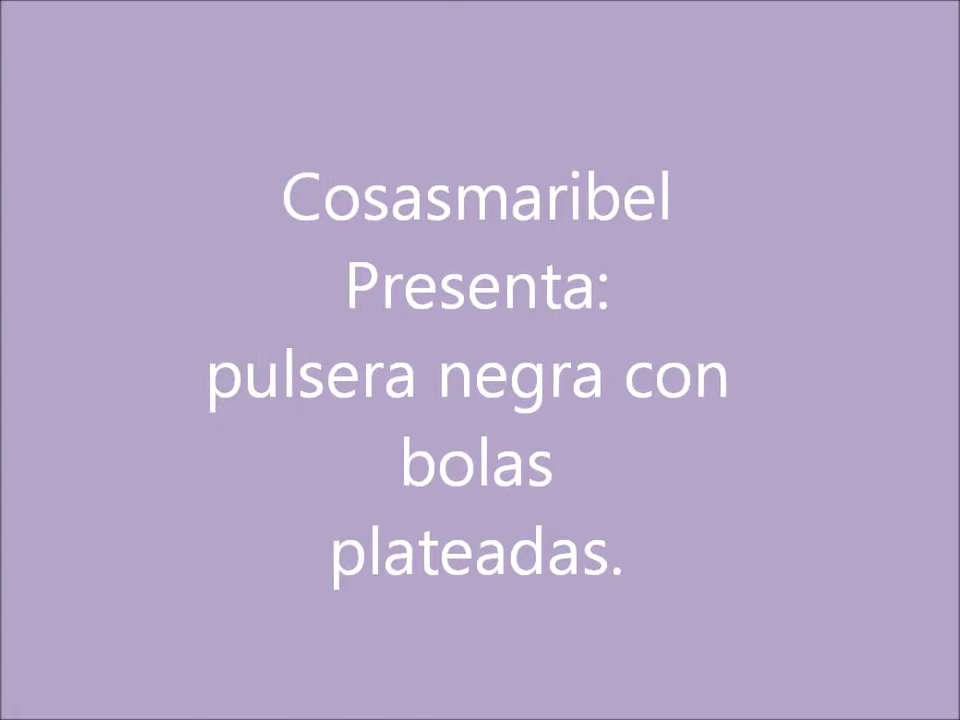 Cosasmaribel
Presenta:
pulsera negra con
bolas
plateadas.